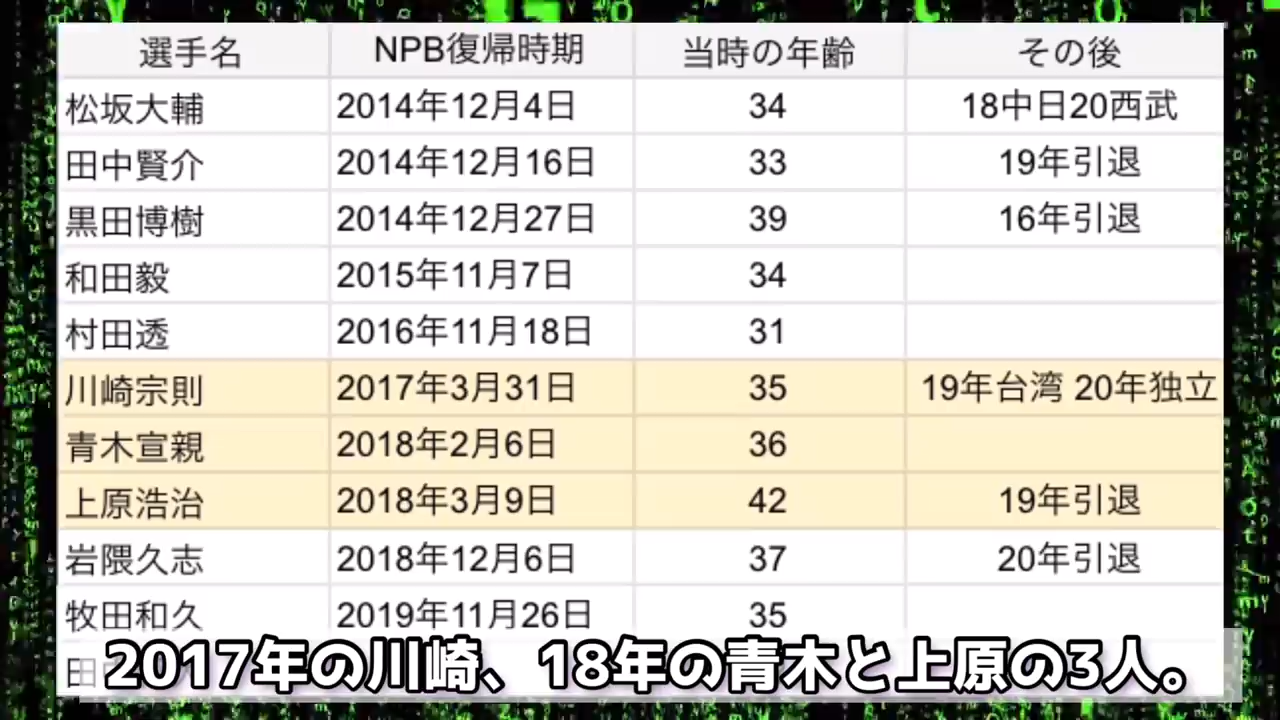 選手名 NPB復帰時期 当時の年齢 その後
松坂大輔 2014年12月4日 34 18中日20西武
田中賢介 2014年12月16日 33 19年引退
黒田博樹 2014年12月27日 39 16年引退
和田毅 2015年11月7日 34
村田透 2016年11月18日 31
川崎宗則 2017年3月31日 35 19年台湾 20年独立
青木宣親 2018年2月6日 36
上原浩治 2018年3月9日 42 19年引退
岩隈久志 2018年12月6日 37 20年引退
牧田和久 2019年11月26日 35
田
2017年の川崎、18年の青木と上原の3人。